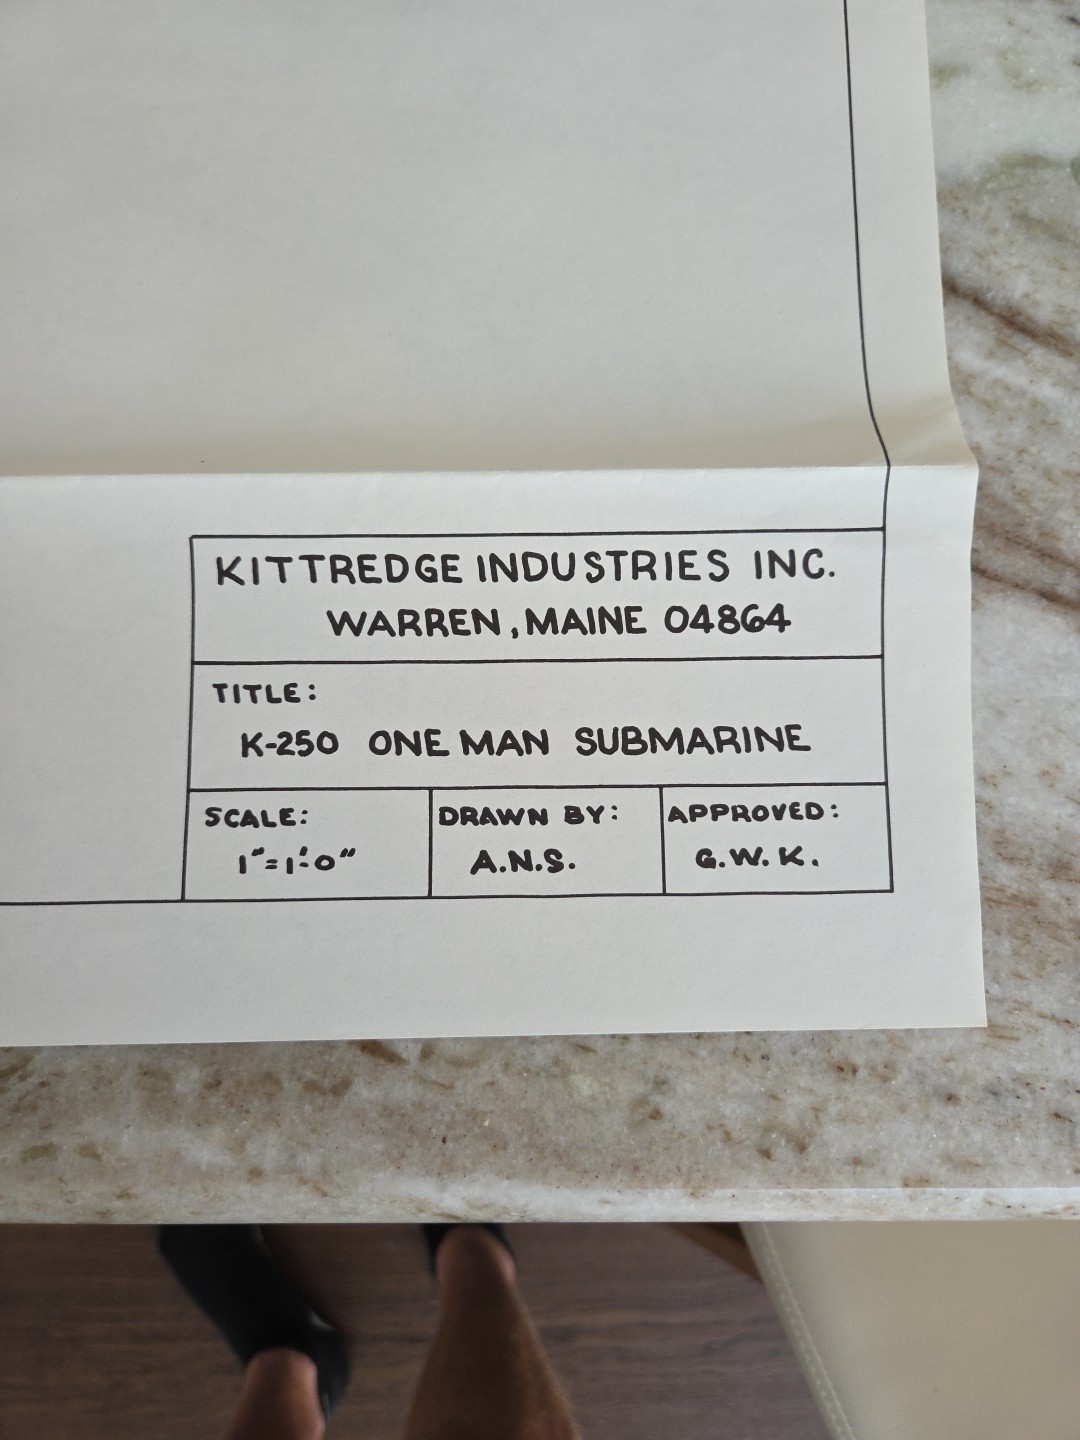 KITTREDGE INDUSTRIES INC.
WARREN, MAINE 04864
TITLE:
K-250 ONE MAN SUBMARINE
SCALE:
1"=1'-0"
DRAWN BY:
A.N.S.
APPROVED:
G.W.K.